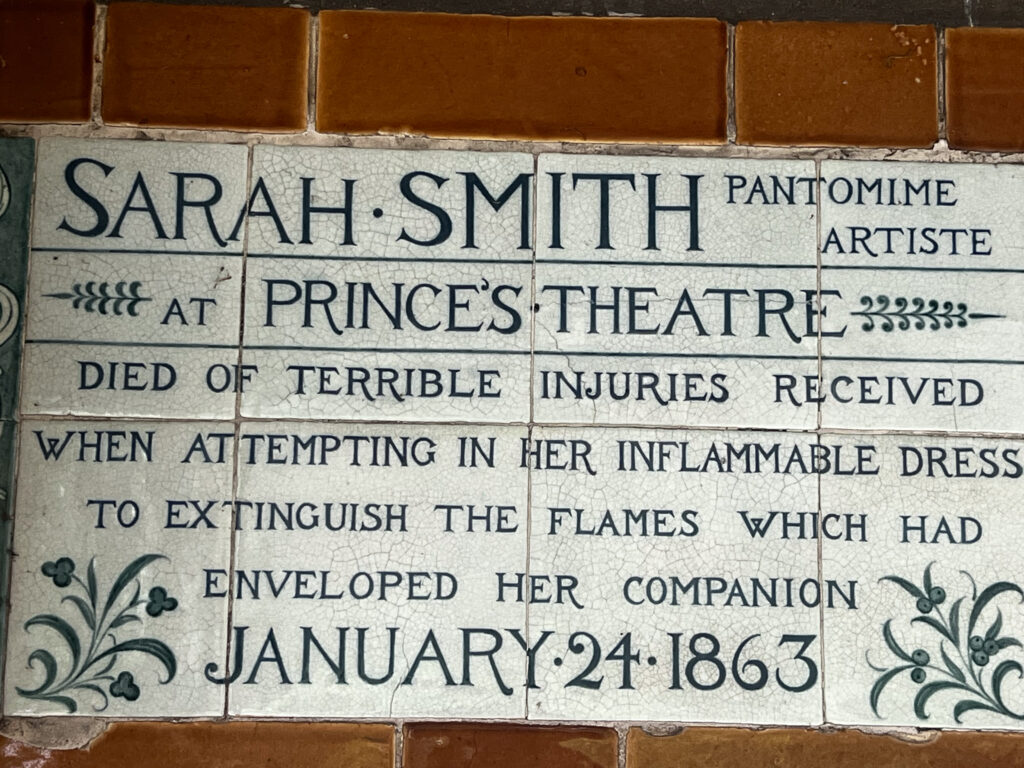 SARAH · SMITH PANTOMIME ARTISTE
AT PRINCE'S · THEATRE
DIED OF TERRIBLE INJURIES RECEIVED
WHEN ATTEMPTING IN HER INFLAMMABLE DRESS
TO EXTINGUISH THE FLAMES WHICH HAD
ENVELOPED HER COMPANION
JANUARY · 24 · 1863